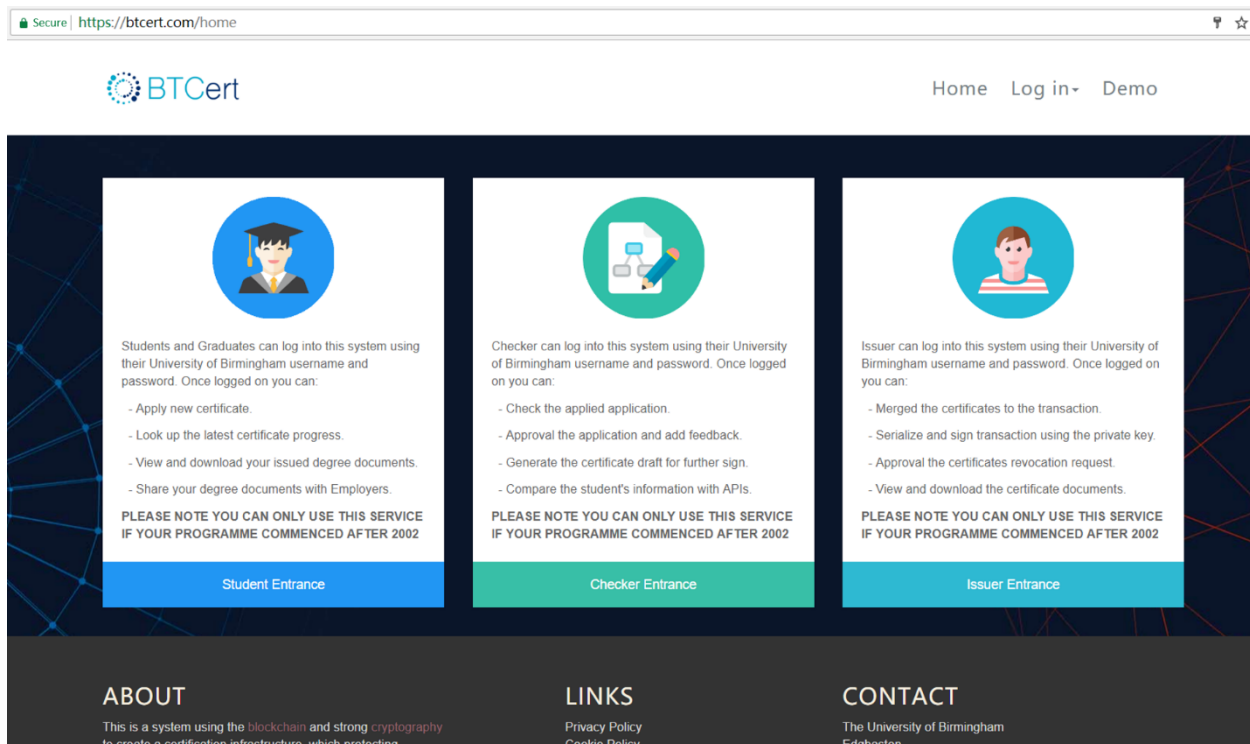 Secure | https://btcert.com/home
BTCert
Home Log in Demo
Students and Graduates can log into this system using
their University of Birmingham username and
password. Once logged on you can:
- Apply new certificate.
- Look up the latest certificate progress.
- View and download your issued degree documents.
- Share your degree documents with Employers.
PLEASE NOTE YOU CAN ONLY USE THIS SERVICE
IF YOUR PROGRAMME COMMENCED AFTER 2002
Student Entrance
Checker can log into this system using their University
of Birmingham username and password. Once logged
on you can:
- Check the applied application.
- Approval the application and add feedback.
- Generate the certificate draft for further sign.
- Compare the student's information with APIs.
PLEASE NOTE YOU CAN ONLY USE THIS SERVICE
IF YOUR PROGRAMME COMMENCED AFTER 2002
Checker Entrance
Issuer can log into this system using their University of
Birmingham username and password. Once logged on
you can:
- Merged the certificates to the transaction.
- Serialize and sign transaction using the private key.
- Approval the certificates revocation request.
- View and download the certificate documents.
PLEASE NOTE YOU CAN ONLY USE THIS SERVICE
IF YOUR PROGRAMME COMMENCED AFTER 2002
Issuer Entrance
ABOUT
This is a system using the blockchain and strong cryptography
to create a certification infrastructure, which protecting
LINKS
Privacy Policy
Cookie Policy
CONTACT
The University of Birmingham
Edgbaston